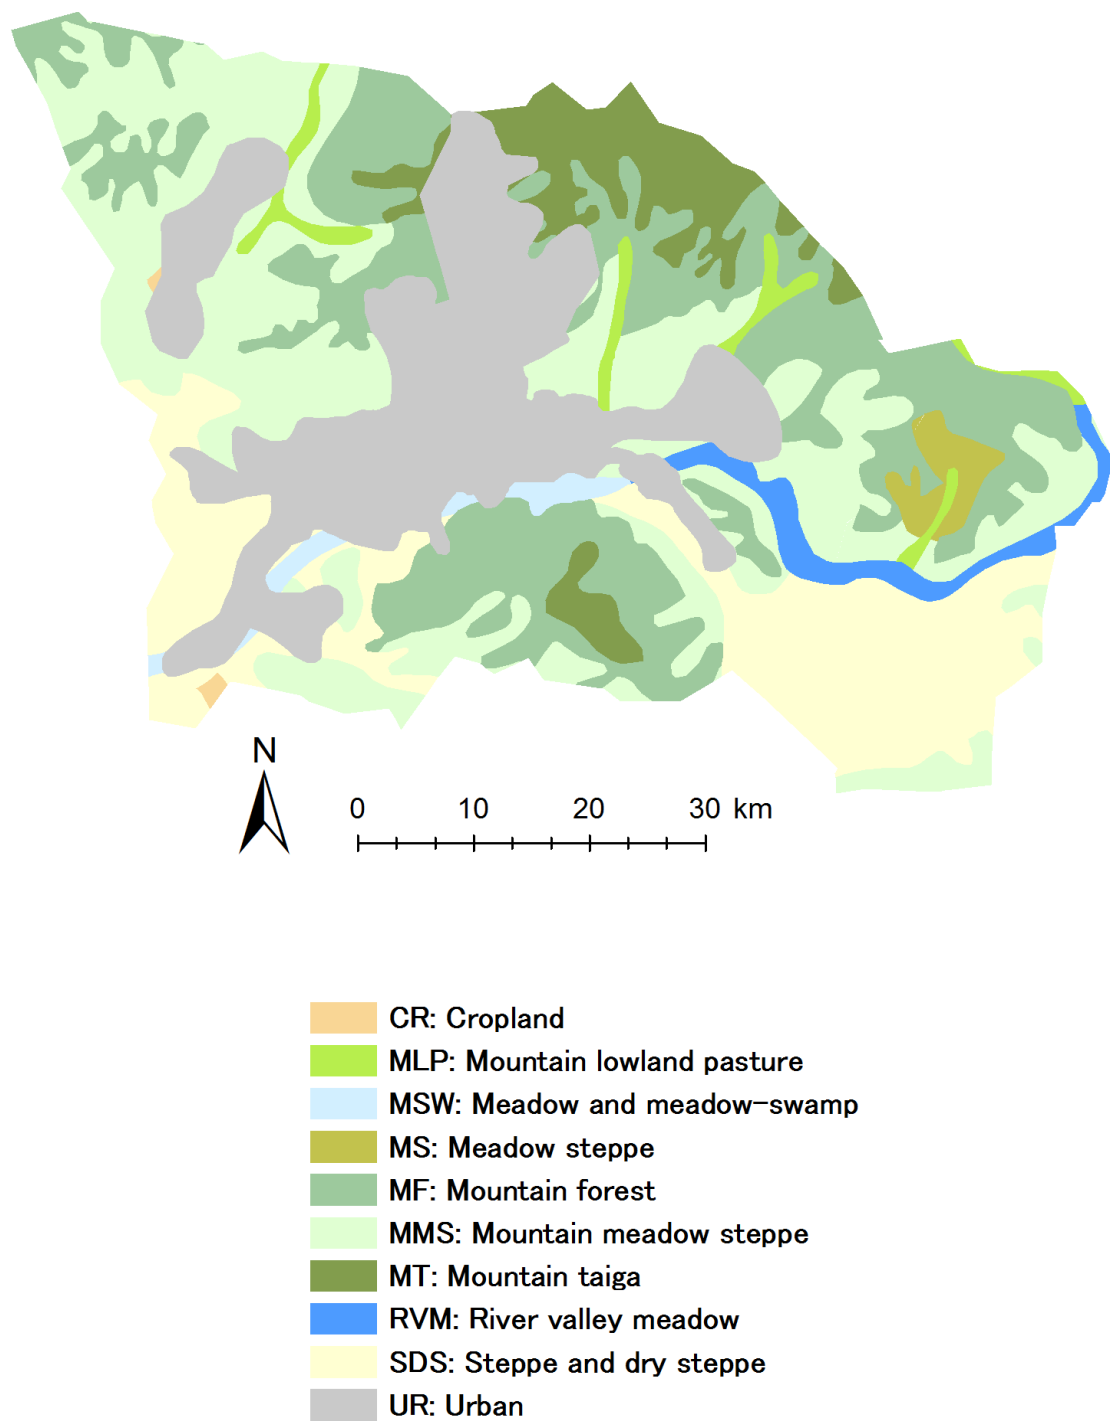 N
0 10 20 30 km
CR: Cropland
MLP: Mountain lowland pasture
MSW: Meadow and meadow-swamp
MS: Meadow steppe
MF: Mountain forest
MMS: Mountain meadow steppe
MT: Mountain taiga
RVM: River valley meadow
SDS: Steppe and dry steppe
UR: Urban